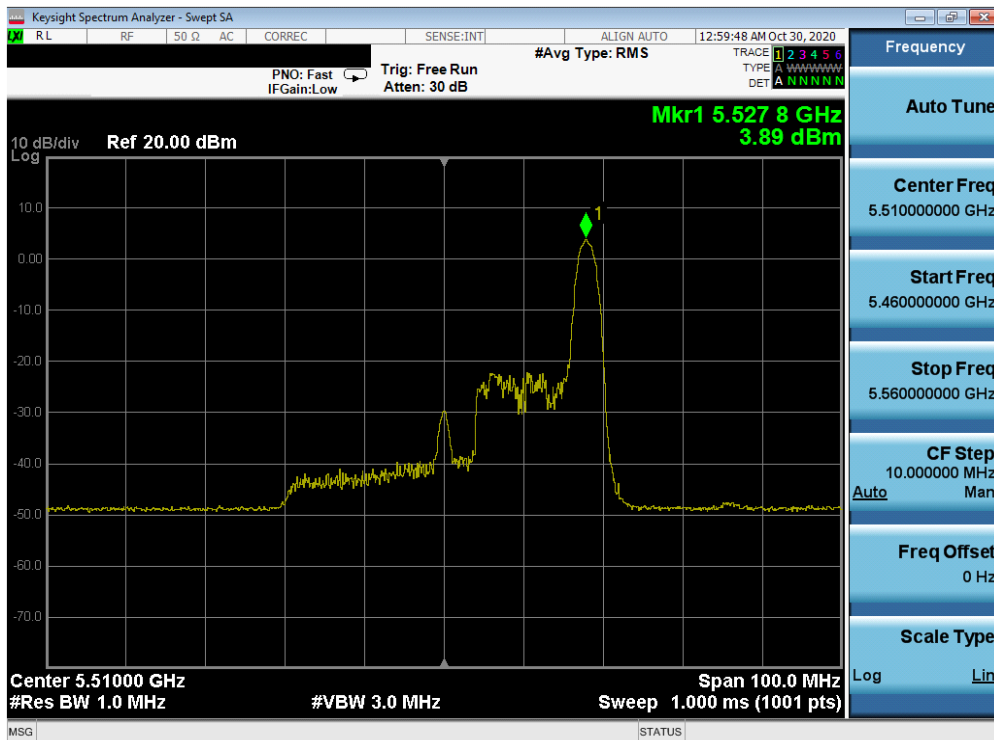 Keysight Spectrum Analyzer - Swept SA
LXI RL RF 50 Ω AC CORREC SENSE:INT ALIGN AUTO 12:59:48 AM Oct 30, 2020
Frequency
#Avg Type: RMS
TRACE 1 2 3 4 5 6
PNO: Fast Trig: Free Run
TYPE A WWWWW
IFGain:Low Atten: 30 dB
DET A N N N N N
Auto Tune
Mkr1 5.527 8 GHz
3.89 dBm
10 dB/div Ref 20.00 dBm
Log
1
10.0
0.00
-10.0
-20.0
-30.0
-40.0
-50.0
-60.0
-70.0
Center Freq
5.510000000 GHz
Start Freq
5.460000000 GHz
Stop Freq
5.560000000 GHz
CF Step
10.000000 MHz
Auto Man
Freq Offset
0 Hz
Scale Type
Log Lin
Center 5.51000 GHz Span 100.0 MHz
#Res BW 1.0 MHz #VBW 3.0 MHz Sweep 1.000 ms (1001 pts)
MSG STATUS